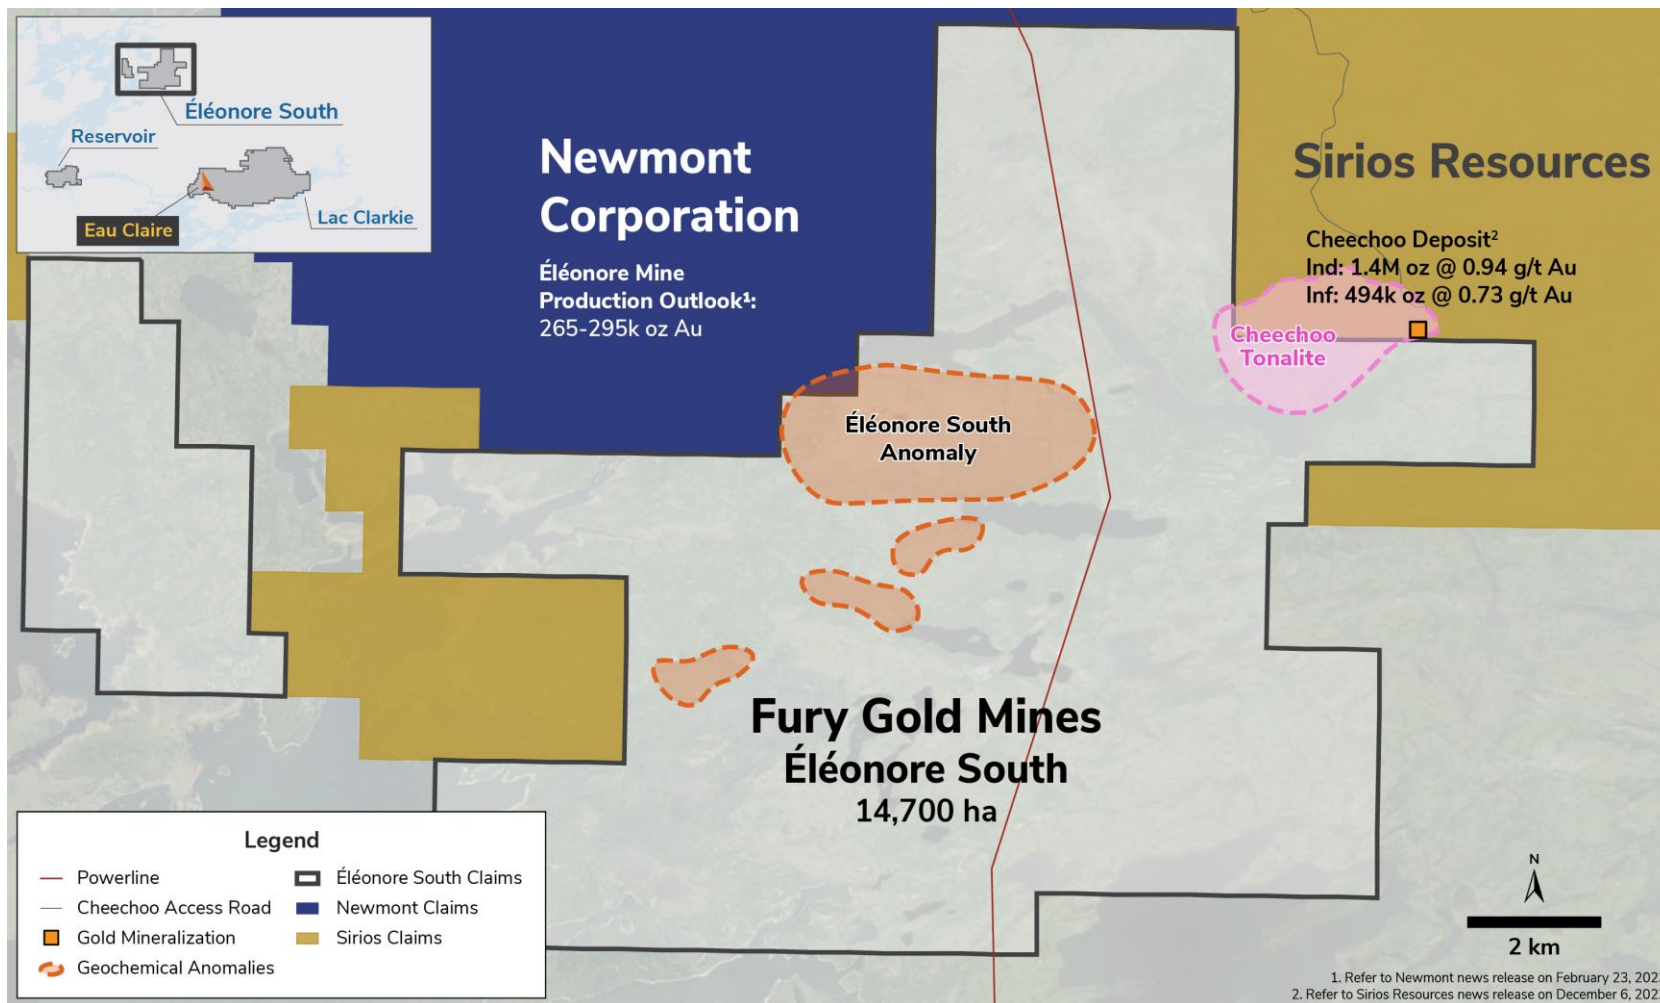 Éléonore South
Reservoir
Eau Claire
Lac Clarkie
Newmont
Corporation
Éléonore Mine
Production Outlook¹:
265-295k oz Au
Sirios Resources
Cheechoo Deposit²
Ind: 1.4M oz @ 0.94 g/t Au
Inf: 494k oz @ 0.73 g/t Au
Cheechoo
Tonalite
Éléonore South
Anomaly
Fury Gold Mines
Éléonore South
14,700 ha
Legend
Powerline
Cheechoo Access Road
Gold Mineralization
Geochemical Anomalies
Éléonore South Claims
Newmont Claims
Sirios Claims
N
2 km
1. Refer to Newmont news release on February 23, 202
2. Refer to Sirios Resources news release on December 6, 202